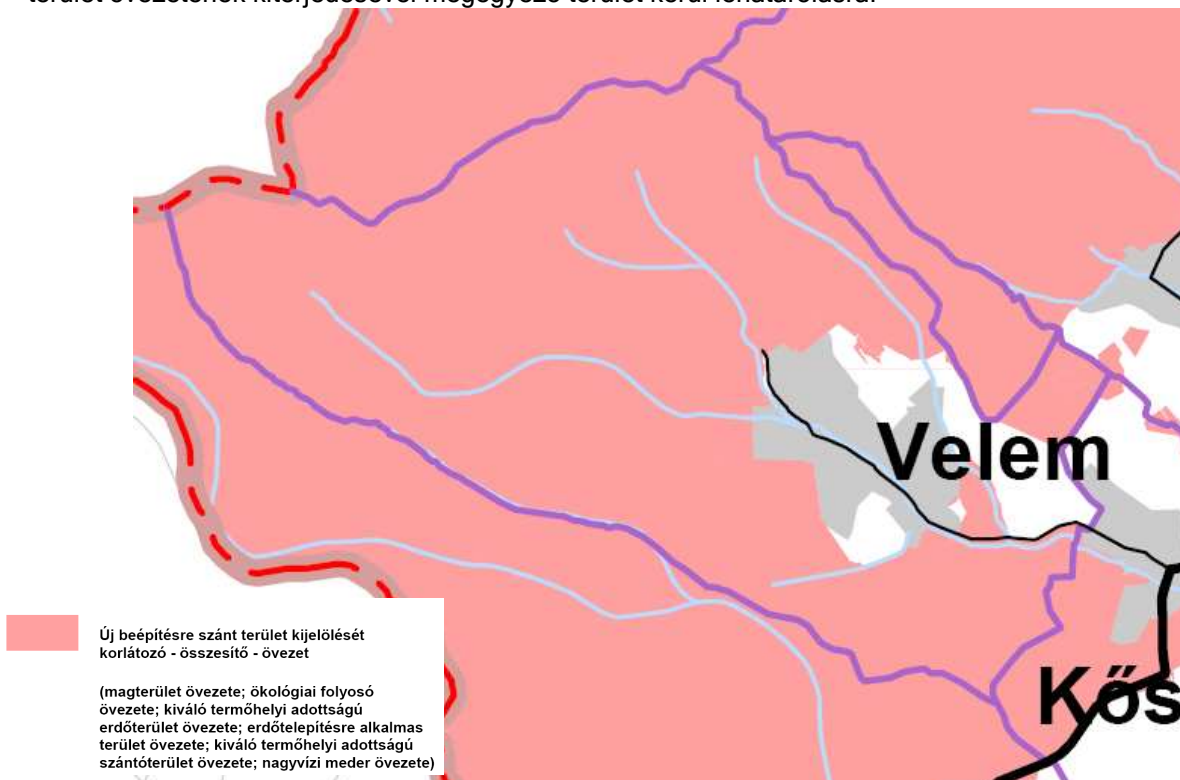 Velem
Kős
Új beépítésre szánt terület kijelölését
korlátozó - összesítő - övezet
(magterület övezete; ökológiai folyosó
övezete; kiváló termőhelyi adottságú
erdőterület övezete; erdőtelepítésre alkalmas
terület övezete; kiváló termőhelyi adottságú
szántóterület övezete; nagyvízi meder övezete)